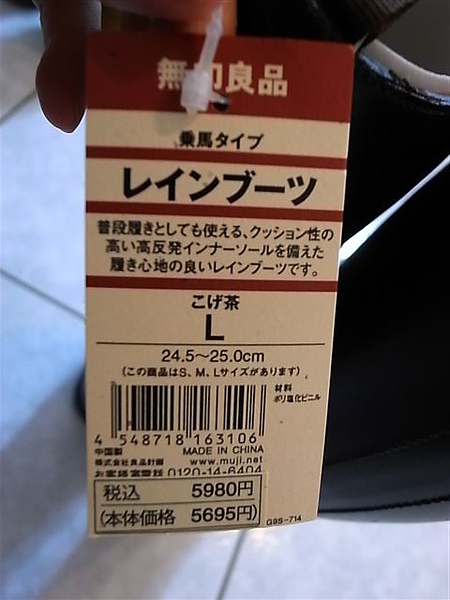 無印良品
乗馬タイプ
レインブーツ
普段履きとしても使える、クッション性の
高い高反発インナーソールを備えた
履き心地の良いレインブーツです。
こげ茶
L
24.5〜25.0cm
(この商品はS、M、Lサイズがあります)
材料
ポリ塩化ビニル
4 548718 163106
中国製 MADE IN CHINA
株式会社良品計画 www.muji.net
お客様室電話 0120-14-6404
税込 5980円
(本体価格 5695円)
G9S-714